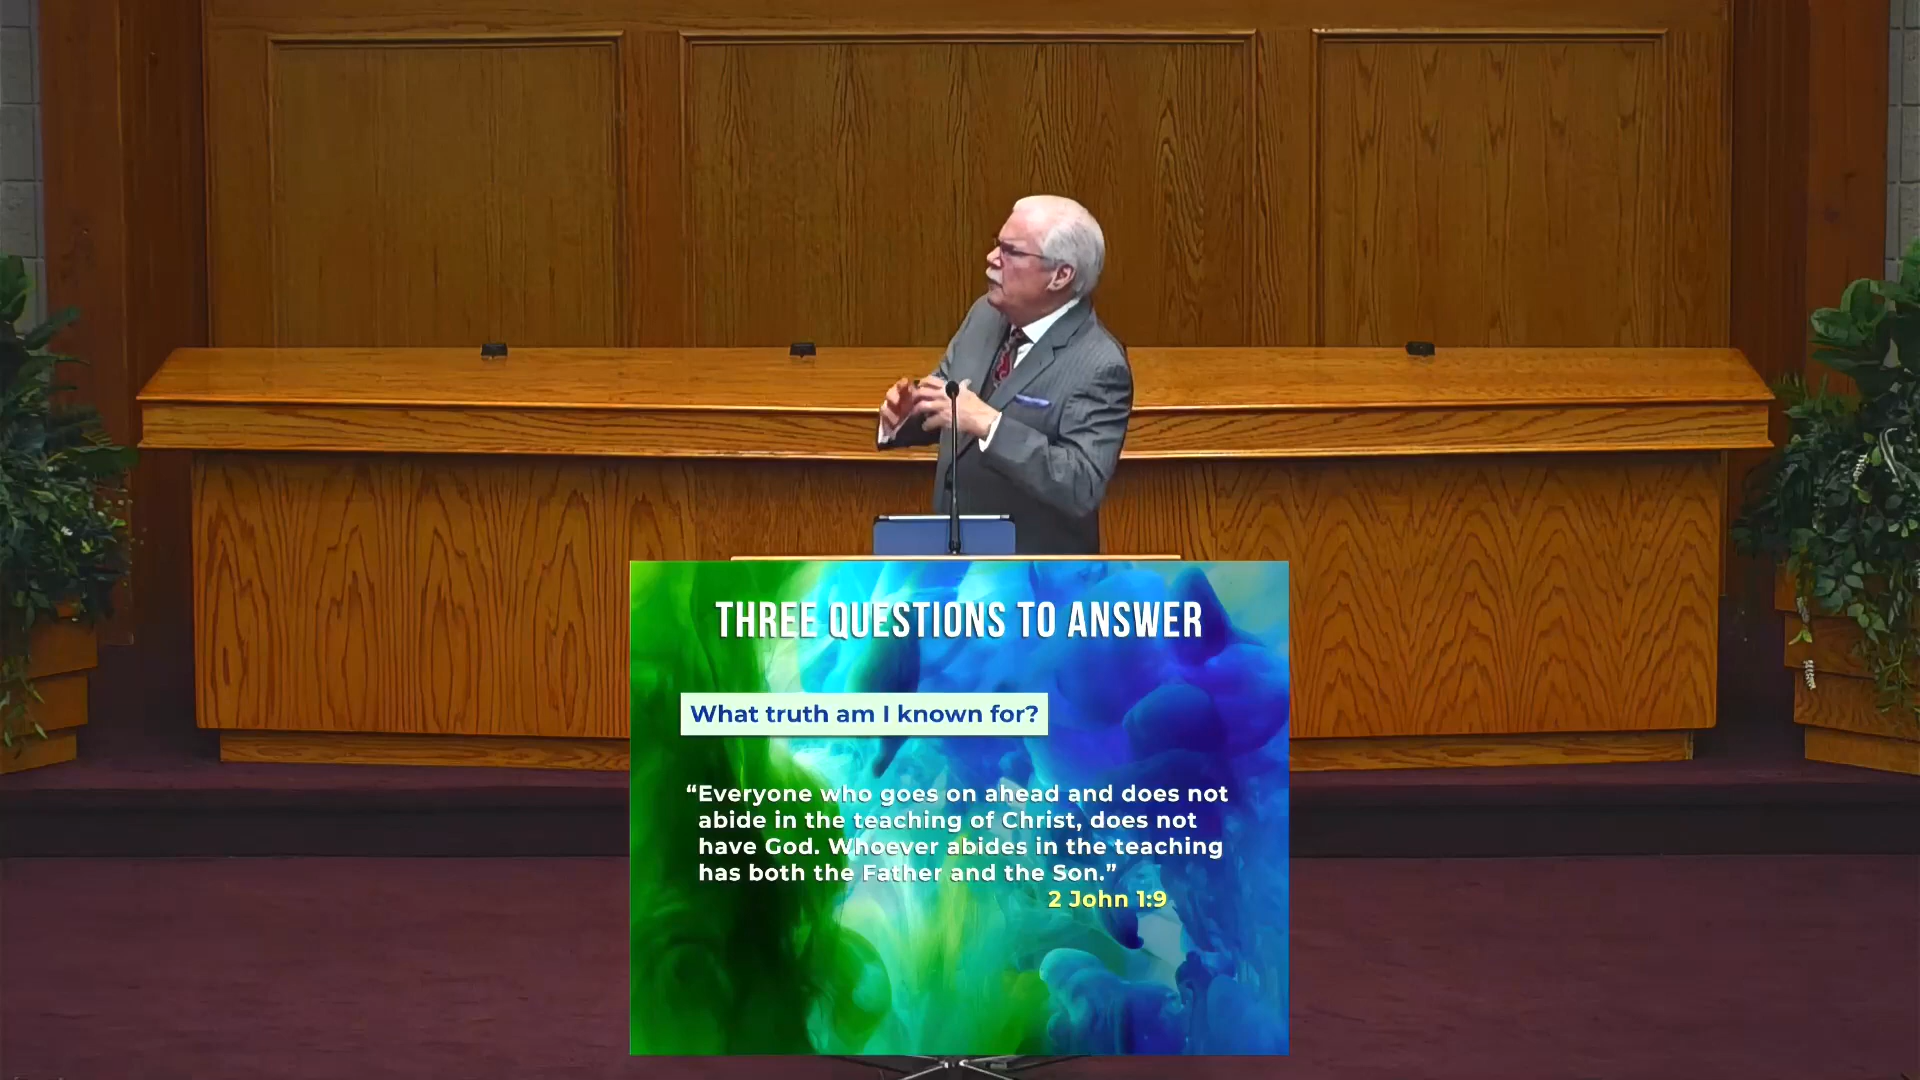 THREE QUESTIONS TO ANSWER
What truth am I known for?
“Everyone who goes on ahead and does not
abide in the teaching of Christ, does not
have God. Whoever abides in the teaching
has both the Father and the Son.”
2 John 1:9